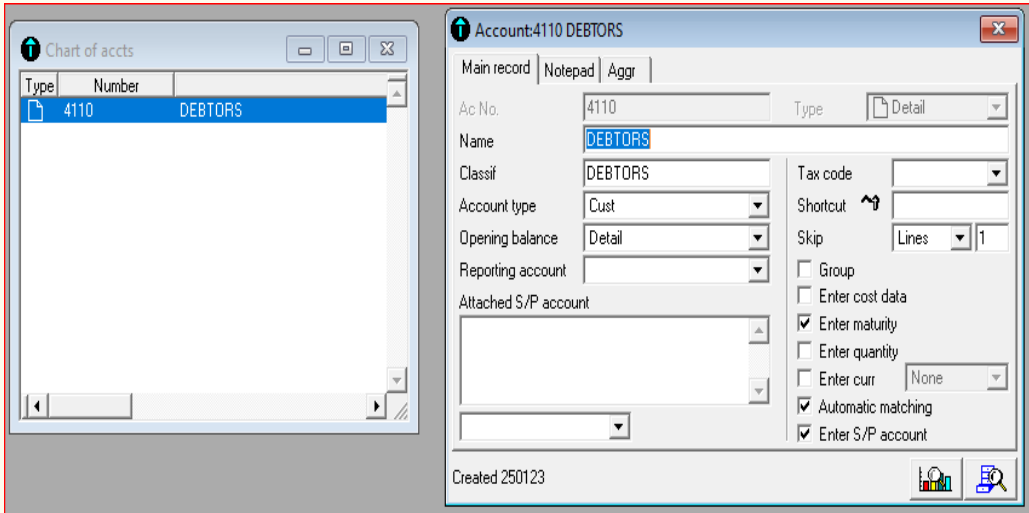 Chart of accts
Type Number
4110 DEBTORS
Account:4110 DEBTORS
Main record Notepad Aggr
Ac No. 4110 Type Detail
Name DEBTORS
Classif DEBTORS Tax code
Account type Cust Shortcut
Opening balance Detail Skip Lines 1
Reporting account Group
Attached S/P account Enter cost data
Enter maturity
Enter quantity
Enter curr None
Automatic matching
Enter S/P account
Created 250123